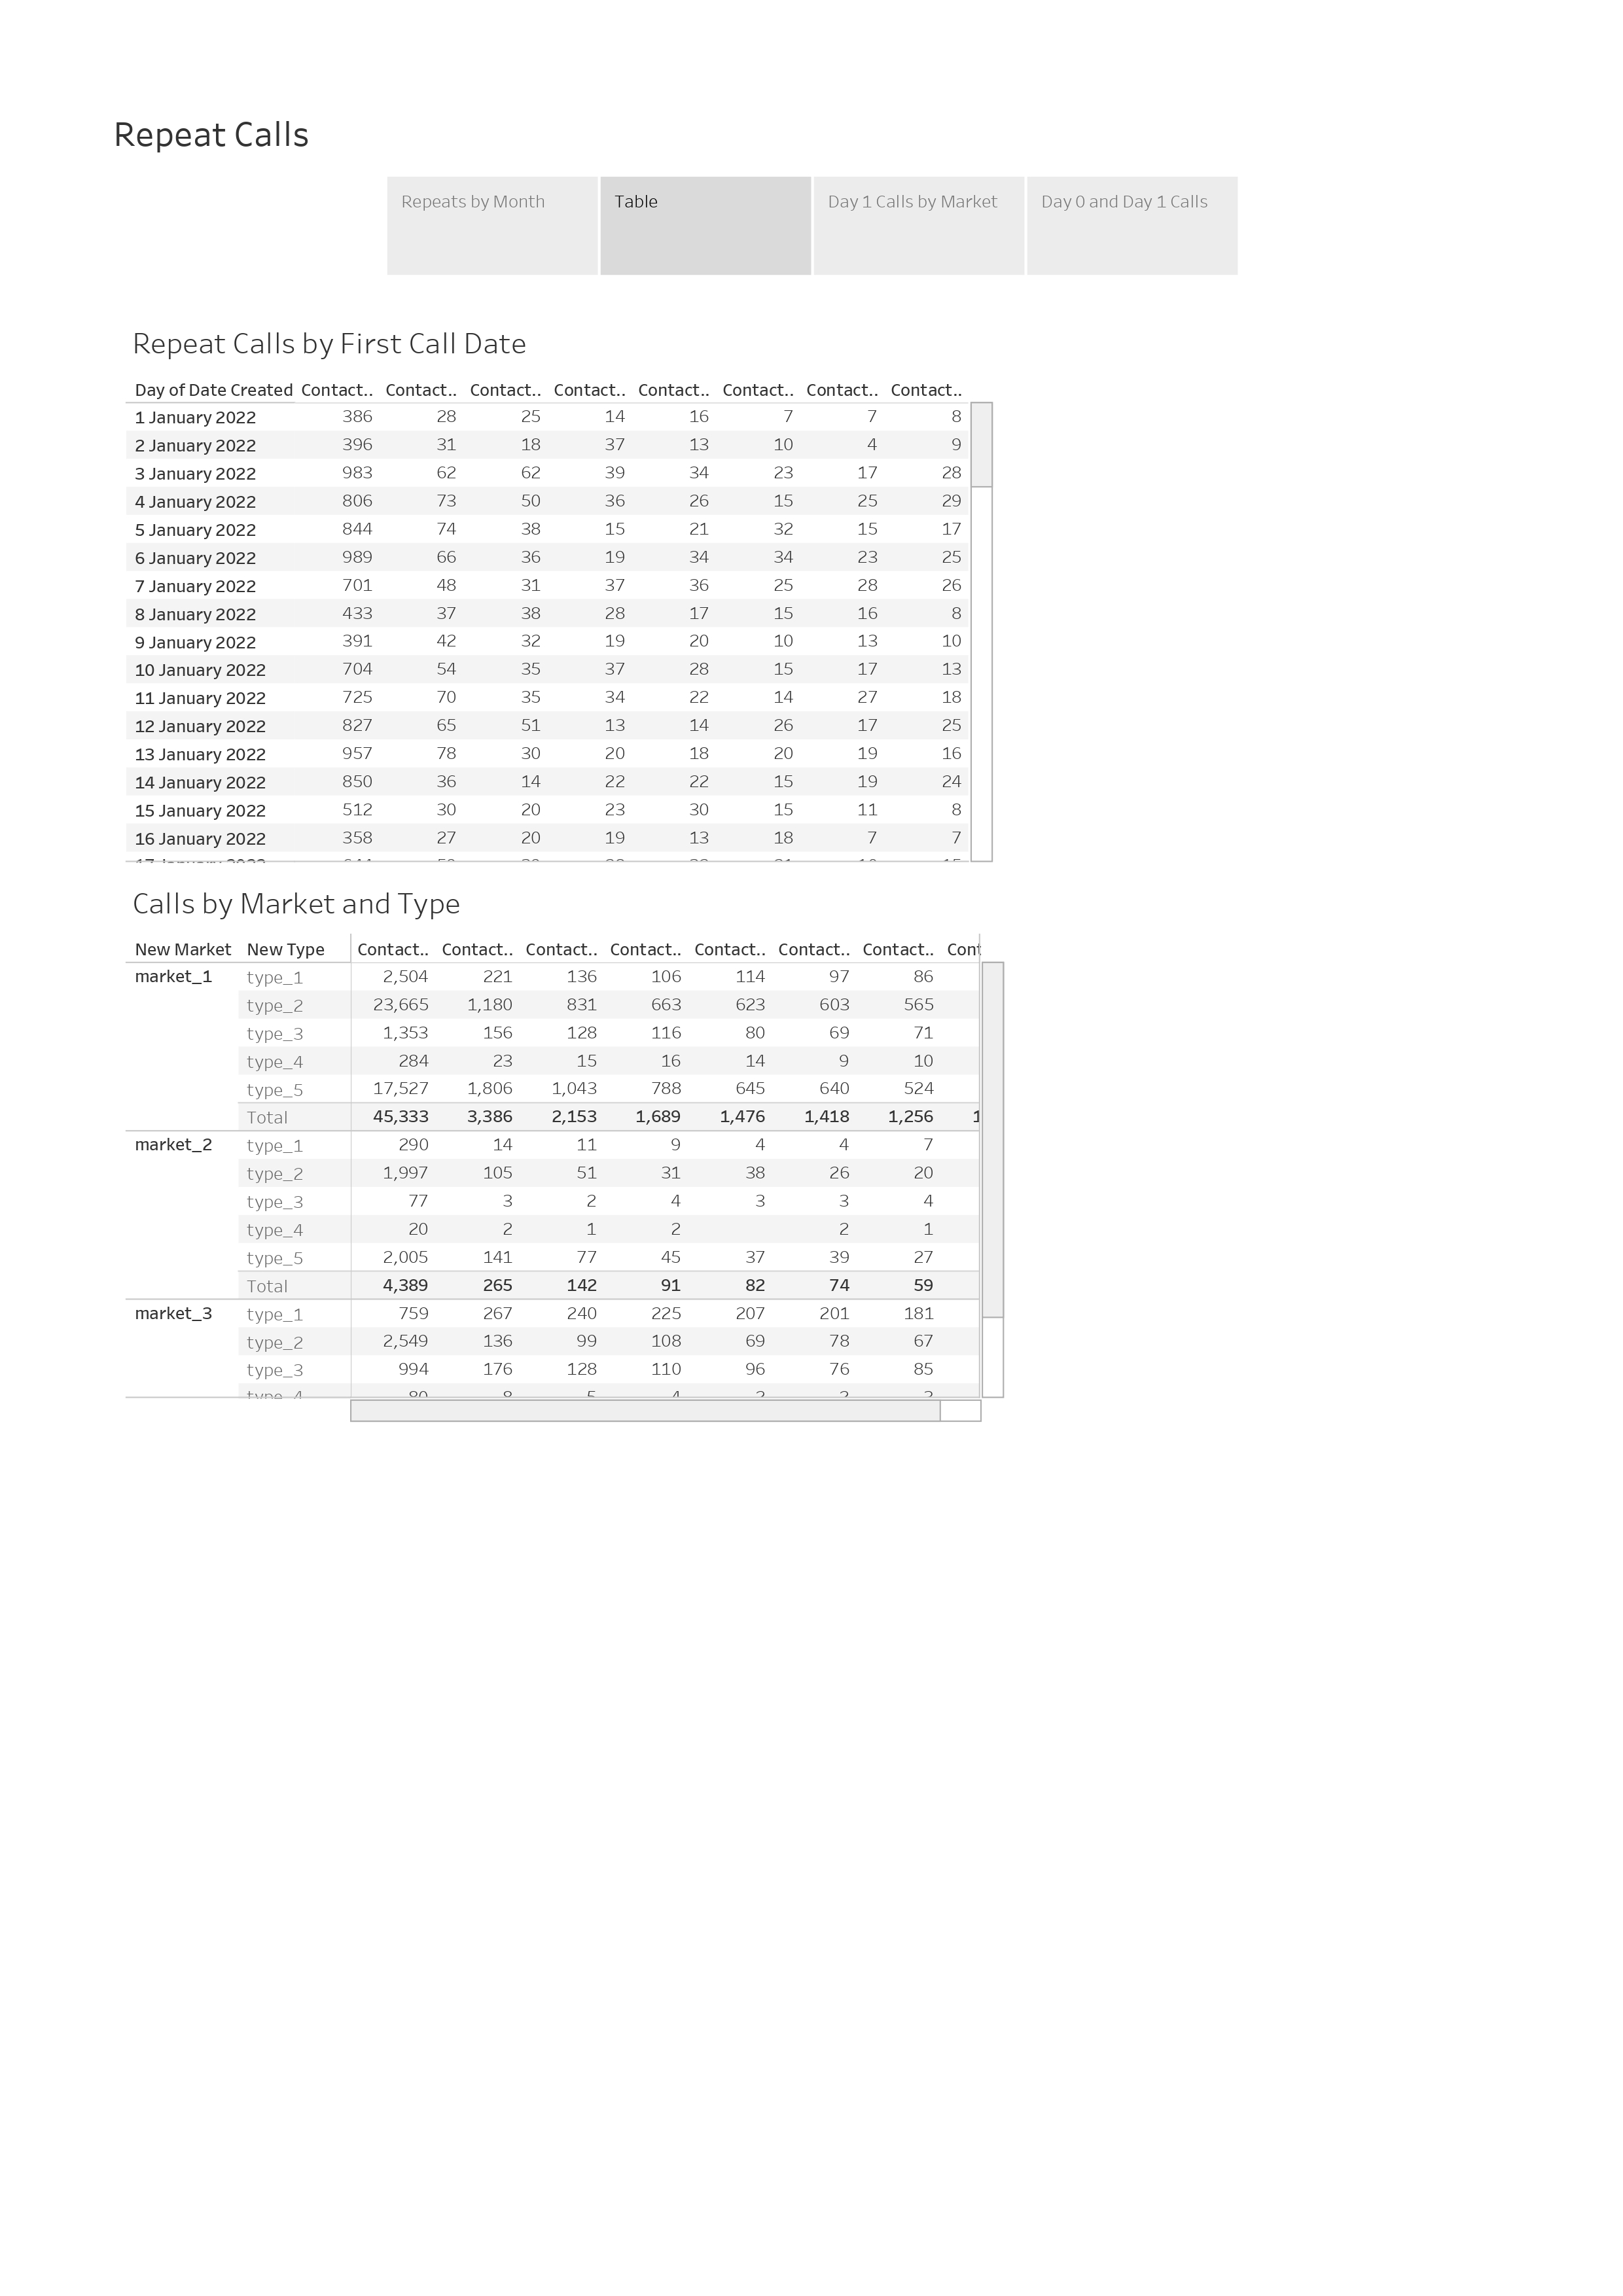 Repeat Calls
Repeats by Month Table Day 1 Calls by Market Day 0 and Day 1 Calls
Repeat Calls by First Call Date
Day of Date Created Contact.. Contact.. Contact.. Contact.. Contact.. Contact.. Contact.. Contact..
1 January 2022 386 28 25 14 16 7 7 8
2 January 2022 396 31 18 37 13 10 4 9
3 January 2022 983 62 62 39 34 23 17 28
4 January 2022 806 73 50 36 26 15 25 29
5 January 2022 844 74 38 15 21 32 15 17
6 January 2022 989 66 36 19 34 34 23 25
7 January 2022 701 48 31 37 36 25 28 26
8 January 2022 433 37 38 28 17 15 16 8
9 January 2022 391 42 32 19 20 10 13 10
10 January 2022 704 54 35 37 28 15 17 13
11 January 2022 725 70 35 34 22 14 27 18
12 January 2022 827 65 51 13 14 26 17 25
13 January 2022 957 78 30 20 18 20 19 16
14 January 2022 850 36 14 22 22 15 19 24
15 January 2022 512 30 20 23 30 15 11 8
16 January 2022 358 27 20 19 13 18 7 7
17 January 2022
Calls by Market and Type
New Market New Type Contact.. Contact.. Contact.. Contact.. Contact.. Contact.. Contact.. Cont
market_1 type_1 2,504 221 136 106 114 97 86
type_2 23,665 1,180 831 663 623 603 565
type_3 1,353 156 128 116 80 69 71
type_4 284 23 15 16 14 9 10
type_5 17,527 1,806 1,043 788 645 640 524
Total 45,333 3,386 2,153 1,689 1,476 1,418 1,256 1
market_2 type_1 290 14 11 9 4 4 7
type_2 1,997 105 51 31 38 26 20
type_3 77 3 2 4 3 3 4
type_4 20 2 1 2 2 1
type_5 2,005 141 77 45 37 39 27
Total 4,389 265 142 91 82 74 59
market_3 type_1 759 267 240 225 207 201 181
type_2 2,549 136 99 108 69 78 67
type_3 994 176 128 110 96 76 85
type_4